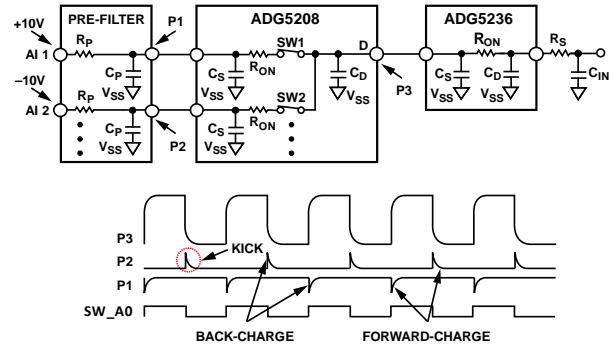 +10V
PRE-FILTER
P1
ADG5208
ADG5236
AI 1
RP
CP
VSS
CS
VSS
RON
SW1
D
CD
VSS
P3
CS
VSS
RON
CD
VSS
RS
CIN
–10V
AI 2
RP
CP
VSS
P2
CS
VSS
RON
SW2
P3
P2
KICK
P1
SW_A0
BACK-CHARGE
FORWARD-CHARGE